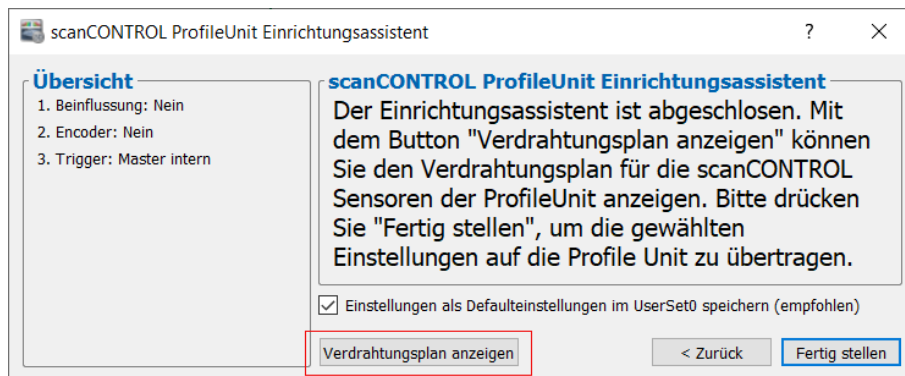 scanCONTROL ProfileUnit Einrichtungsassistent
?
Übersicht
1. Beinflussung: Nein
2. Encoder: Nein
3. Trigger: Master intern
scanCONTROL ProfileUnit Einrichtungsassistent
Der Einrichtungsassistent ist abgeschlosen. Mit
dem Button "Verdrahtungsplan anzeigen" können
Sie den Verdrahtungsplan für die scanCONTROL
Sensoren der ProfileUnit anzeigen. Bitte drücken
Sie "Fertig stellen", um die gewählten
Einstellungen auf die Profile Unit zu übertragen.
Einstellungen als Defaulteinstellungen im UserSet0 speichern (empfohlen)
Verdrahtungsplan anzeigen
< Zurück
Fertig stellen